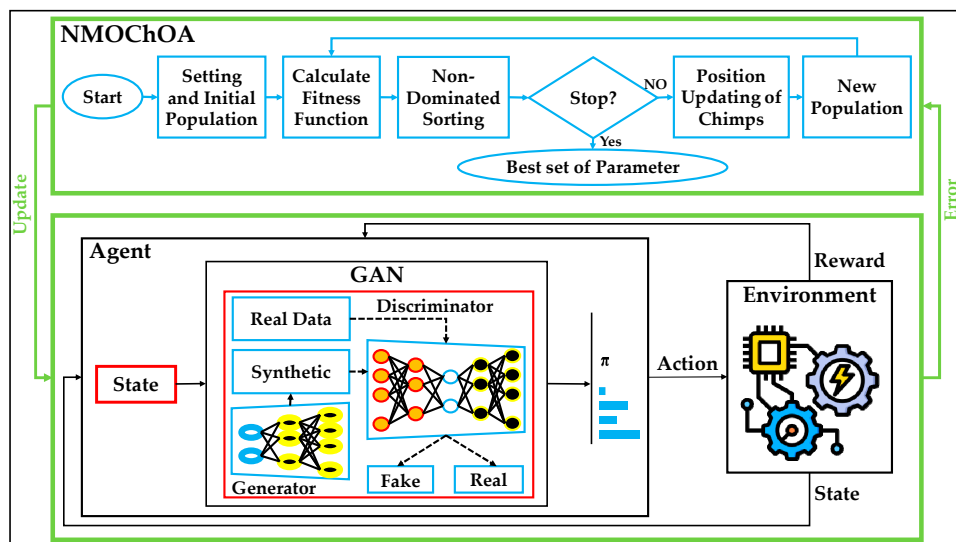 NMOChOA
Start
Setting
and Initial
Population
Calculate
Fitness
Function
Non-
Dominated
Sorting
Stop?
NO
Yes
Position
Updating of
Chimps
New
Population
Best set of Parameter
Update
Error
Agent
GAN
Reward
Real Data
Discriminator
Environment
State
Synthetic
π
Action
Generator
Fake
Real
State